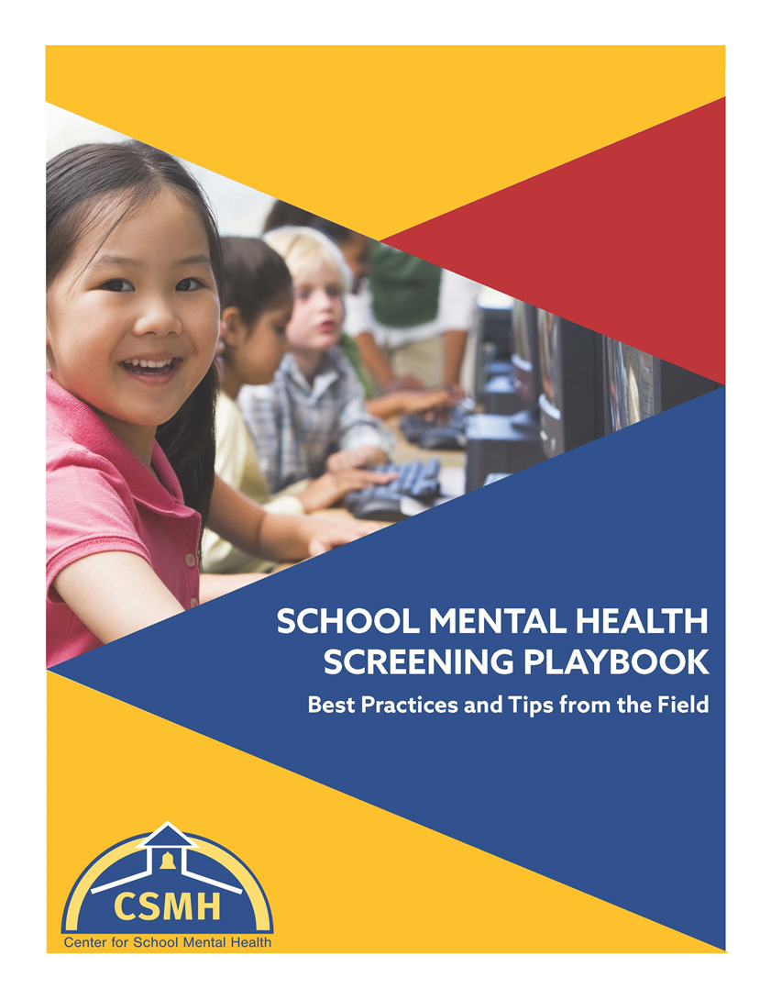 SCHOOL MENTAL HEALTH
SCREENING PLAYBOOK
Best Practices and Tips from the Field
CSMH
Center for School Mental Health